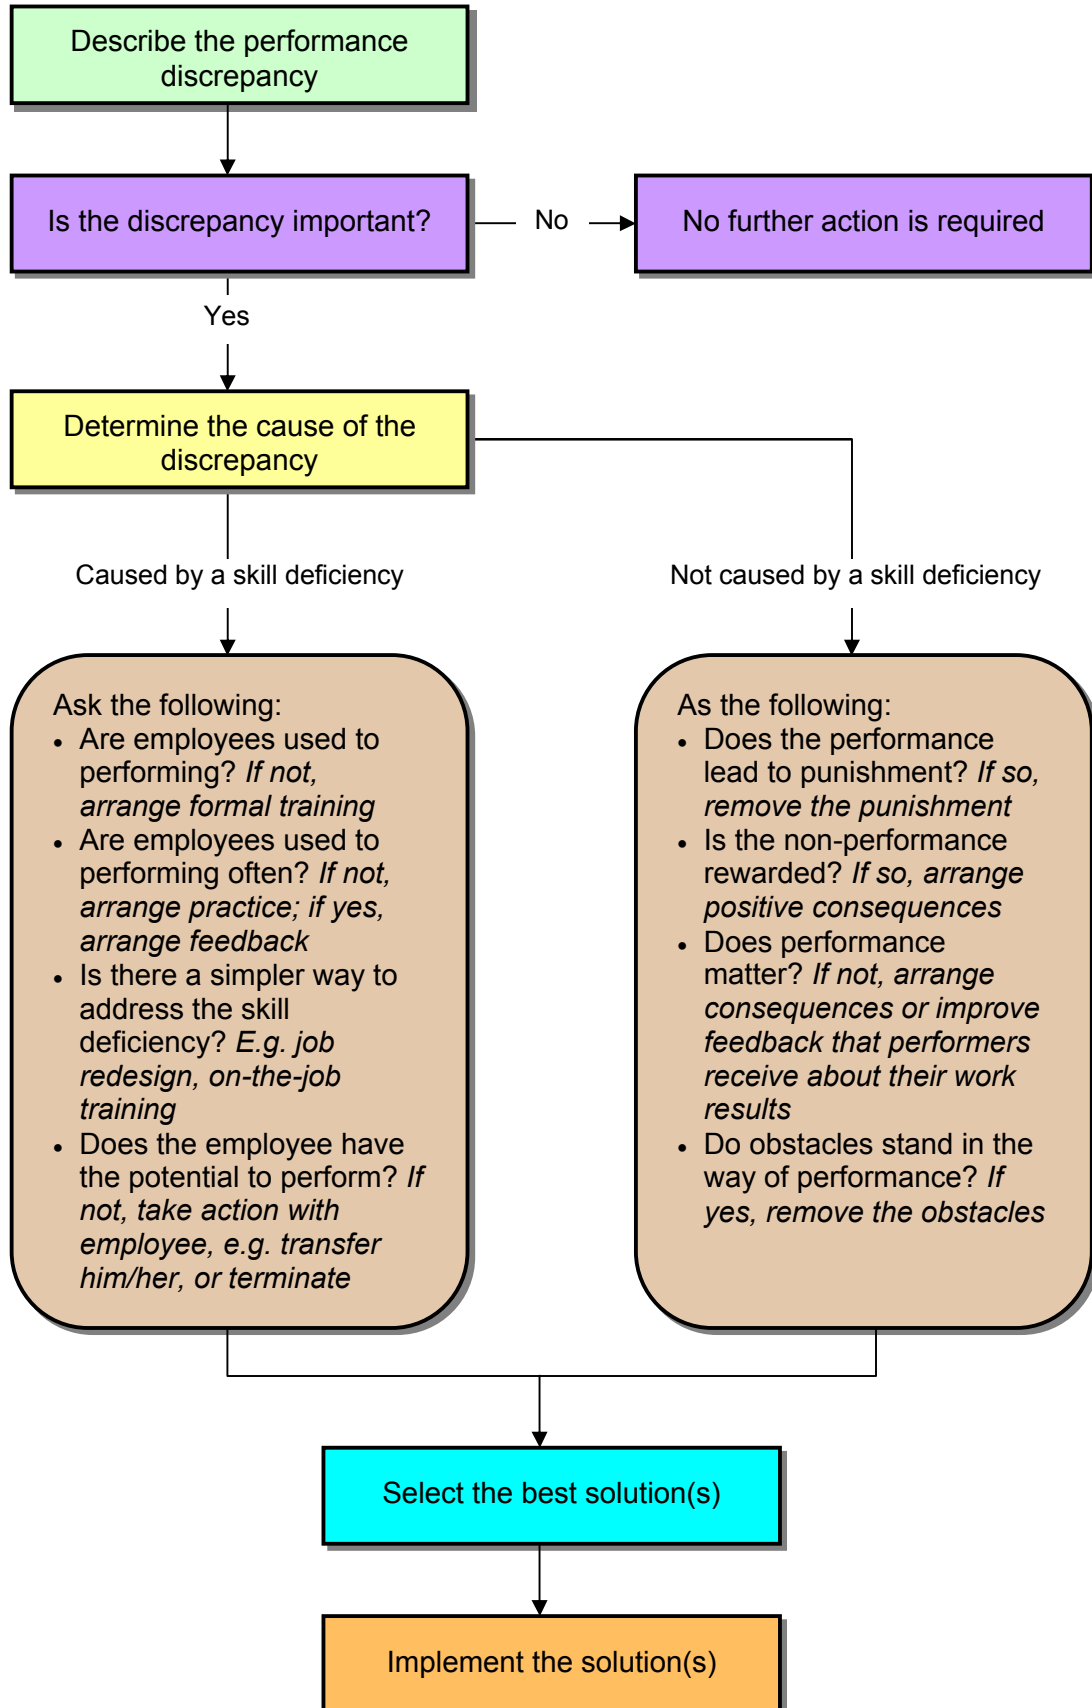 Describe the performance
discrepancy
Is the discrepancy important?
No
No further action is required
Yes
Determine the cause of the
discrepancy
Caused by a skill deficiency
Not caused by a skill deficiency
Ask the following:
• Are employees used to
performing? If not,
arrange formal training
• Are employees used to
performing often? If not,
arrange practice; if yes,
arrange feedback
• Is there a simpler way to
address the skill
deficiency? E.g. job
redesign, on-the-job
training
• Does the employee have
the potential to perform? If
not, take action with
employee, e.g. transfer
him/her, or terminate
As the following:
• Does the performance
lead to punishment? If so,
remove the punishment
• Is the non-performance
rewarded? If so, arrange
positive consequences
• Does performance
matter? If not, arrange
consequences or improve
feedback that performers
receive about their work
results
• Do obstacles stand in the
way of performance? If
yes, remove the obstacles
Select the best solution(s)
Implement the solution(s)